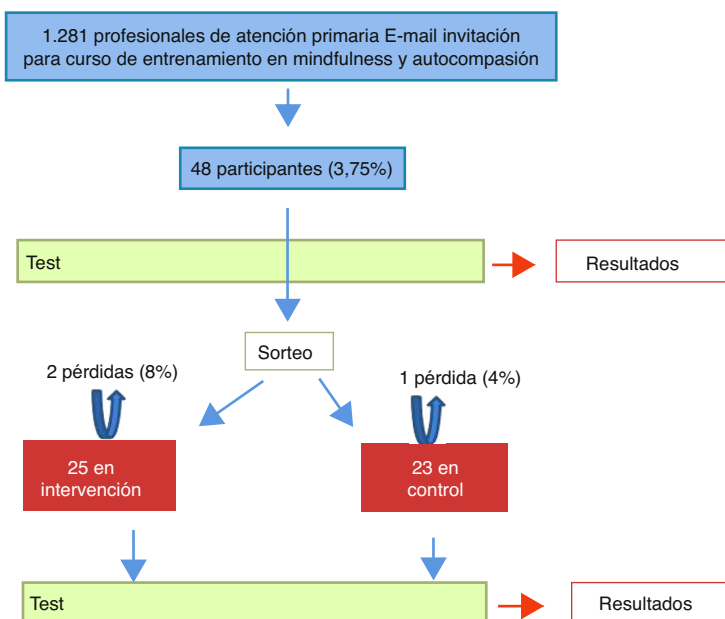 1.281 profesionales de atención primaria E-mail invitación
para curso de entrenamiento en mindfulness y autocompasión
48 participantes (3,75%)
Test
Resultados
Sorteo
2 pérdidas (8%)
1 pérdida (4%)
25 en
intervención
23 en
control
Test
Resultados